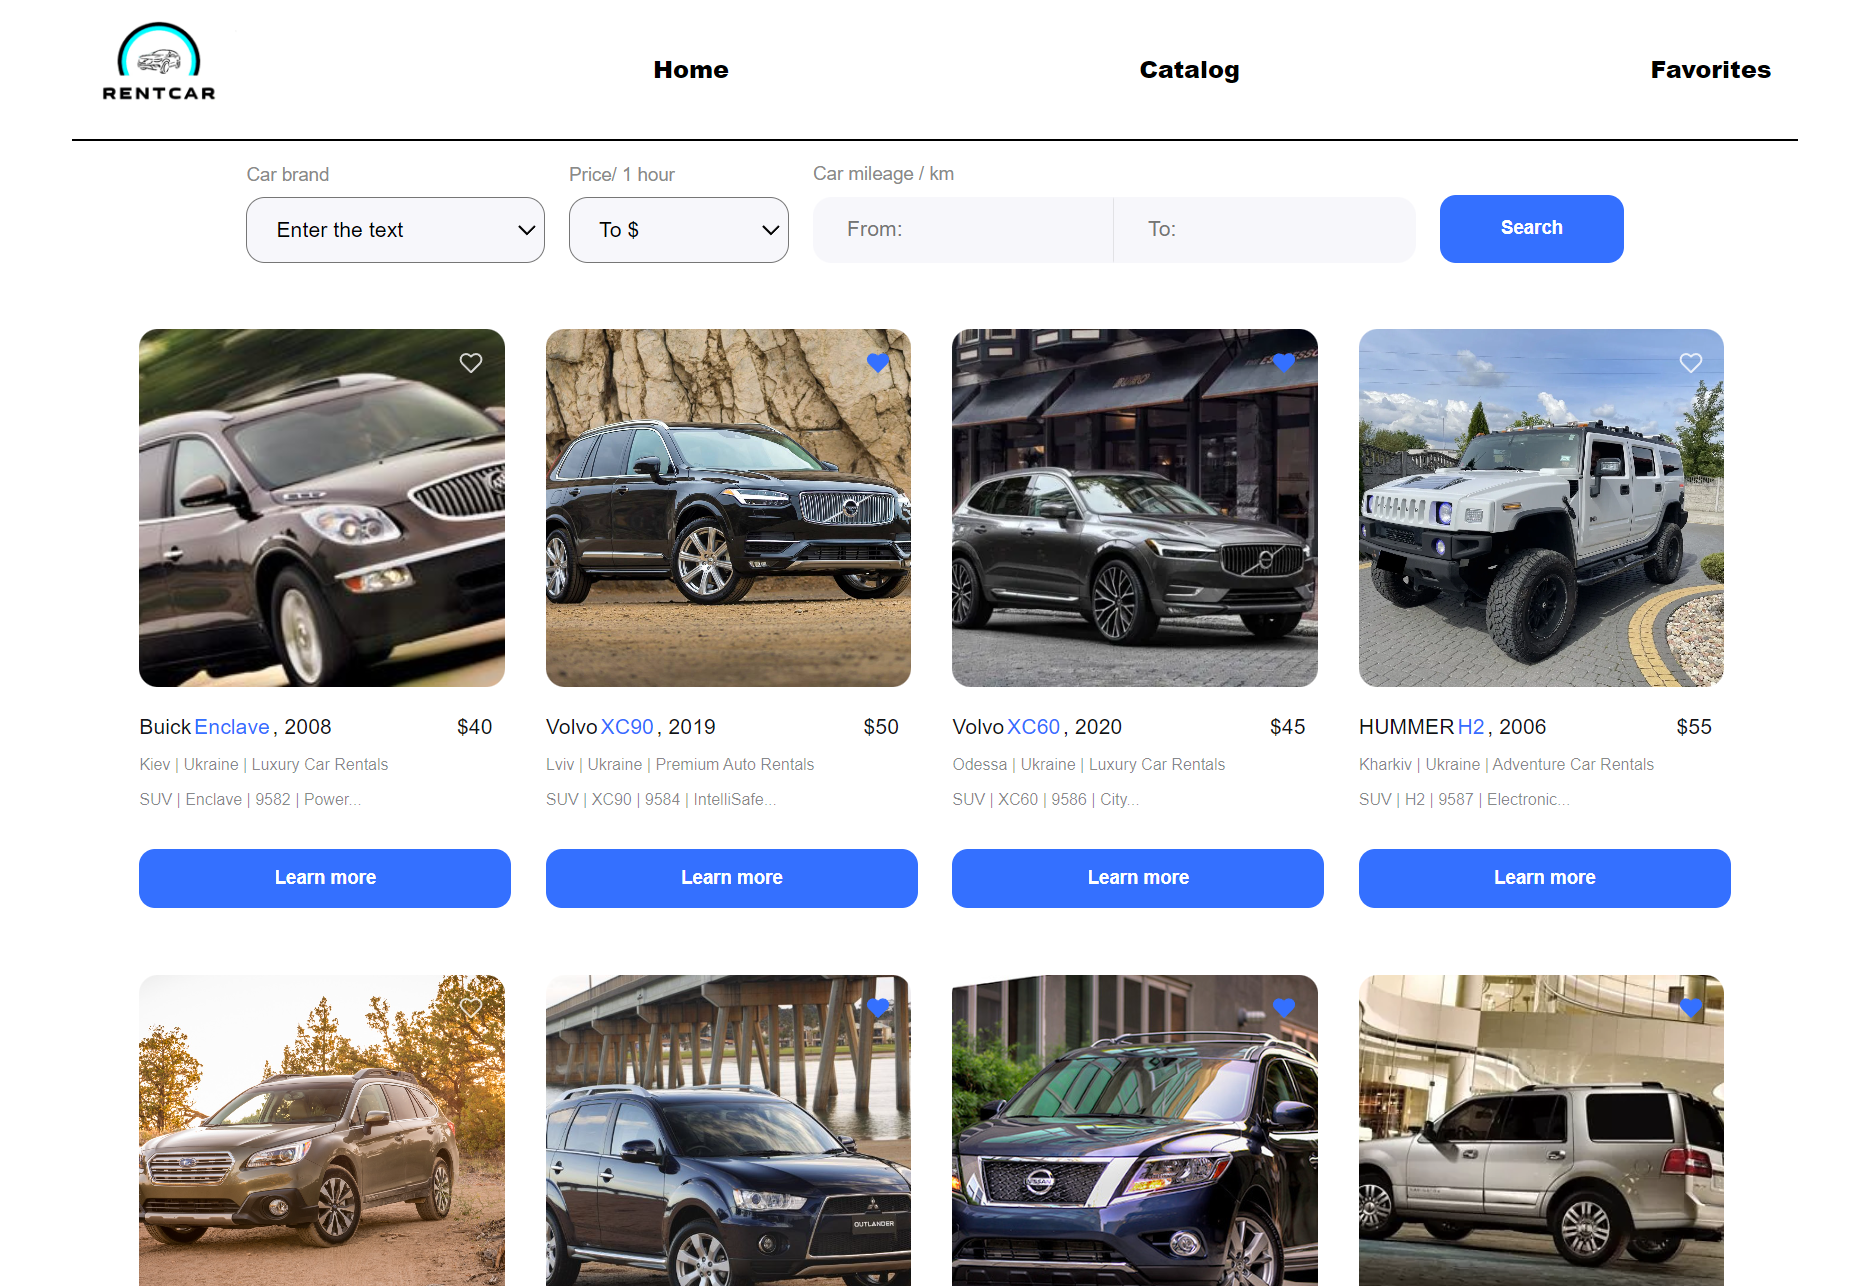 RENTCAR
Home
Catalog
Favorites
Car brand
Price/ 1 hour
Car mileage / km
Enter the text
To $
From:
To:
Search
Buick Enclave, 2008
$40
Kiev | Ukraine | Luxury Car Rentals
SUV | Enclave | 9582 | Power...
Learn more
Volvo XC90, 2019
$50
Lviv | Ukraine | Premium Auto Rentals
SUV | XC90 | 9584 | IntelliSafe...
Learn more
Volvo XC60, 2020
$45
Odessa | Ukraine | Luxury Car Rentals
SUV | XC60 | 9586 | City...
Learn more
HUMMER H2, 2006
$55
Kharkiv | Ukraine | Adventure Car Rentals
SUV | H2 | 9587 | Electronic...
Learn more
OUTLANDER
NISSAN